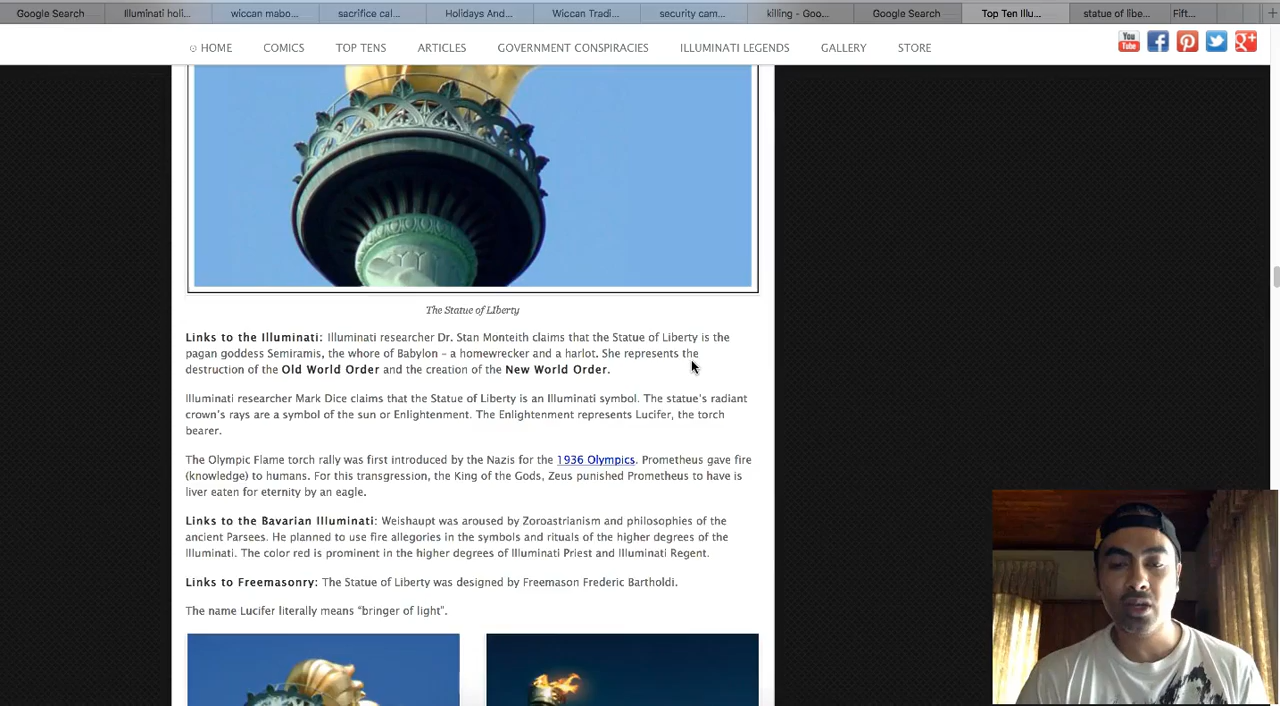 Google Search
Illuminati holi...
wiccan mabo...
sacrifice cal...
Holidays And...
Wiccan Tradi...
security cam...
killing - Goo...
Google Search
Top Ten Illu...
statue of libe...
Fift...
HOME
COMICS
TOP TENS
ARTICLES
GOVERNMENT CONSPIRACIES
ILLUMINATI LEGENDS
GALLERY
STORE
You Tube
The Statue of LIberty
Links to the Illuminati: Illuminati researcher Dr. Stan Monteith claims that the Statue of Liberty is the
pagan goddess Semiramis, the whore of Babylon - a homewrecker and a harlot. She represents the
destruction of the Old World Order and the creation of the New World Order.
Illuminati researcher Mark Dice claims that the Statue of Liberty is an Illuminati symbol. The statue's radiant
crown's rays are a symbol of the sun or Enlightenment. The Enlightenment represents Lucifer, the torch
bearer.
The Olympic Flame torch rally was first introduced by the Nazis for the 1936 Olympics. Prometheus gave fire
(knowledge) to humans. For this transgression, the King of the Gods, Zeus punished Prometheus to have is
liver eaten for eternity by an eagle.
Links to the Bavarian Illuminati: Weishaupt was aroused by Zoroastrianism and philosophies of the
ancient Parsees. He planned to use fire allegories in the symbols and rituals of the higher degrees of the
Illuminati. The color red is prominent in the higher degrees of Illuminati Priest and Illuminati Regent.
Links to Freemasonry: The Statue of Liberty was designed by Freemason Frederic Bartholdi.
The name Lucifer literally means "bringer of light".